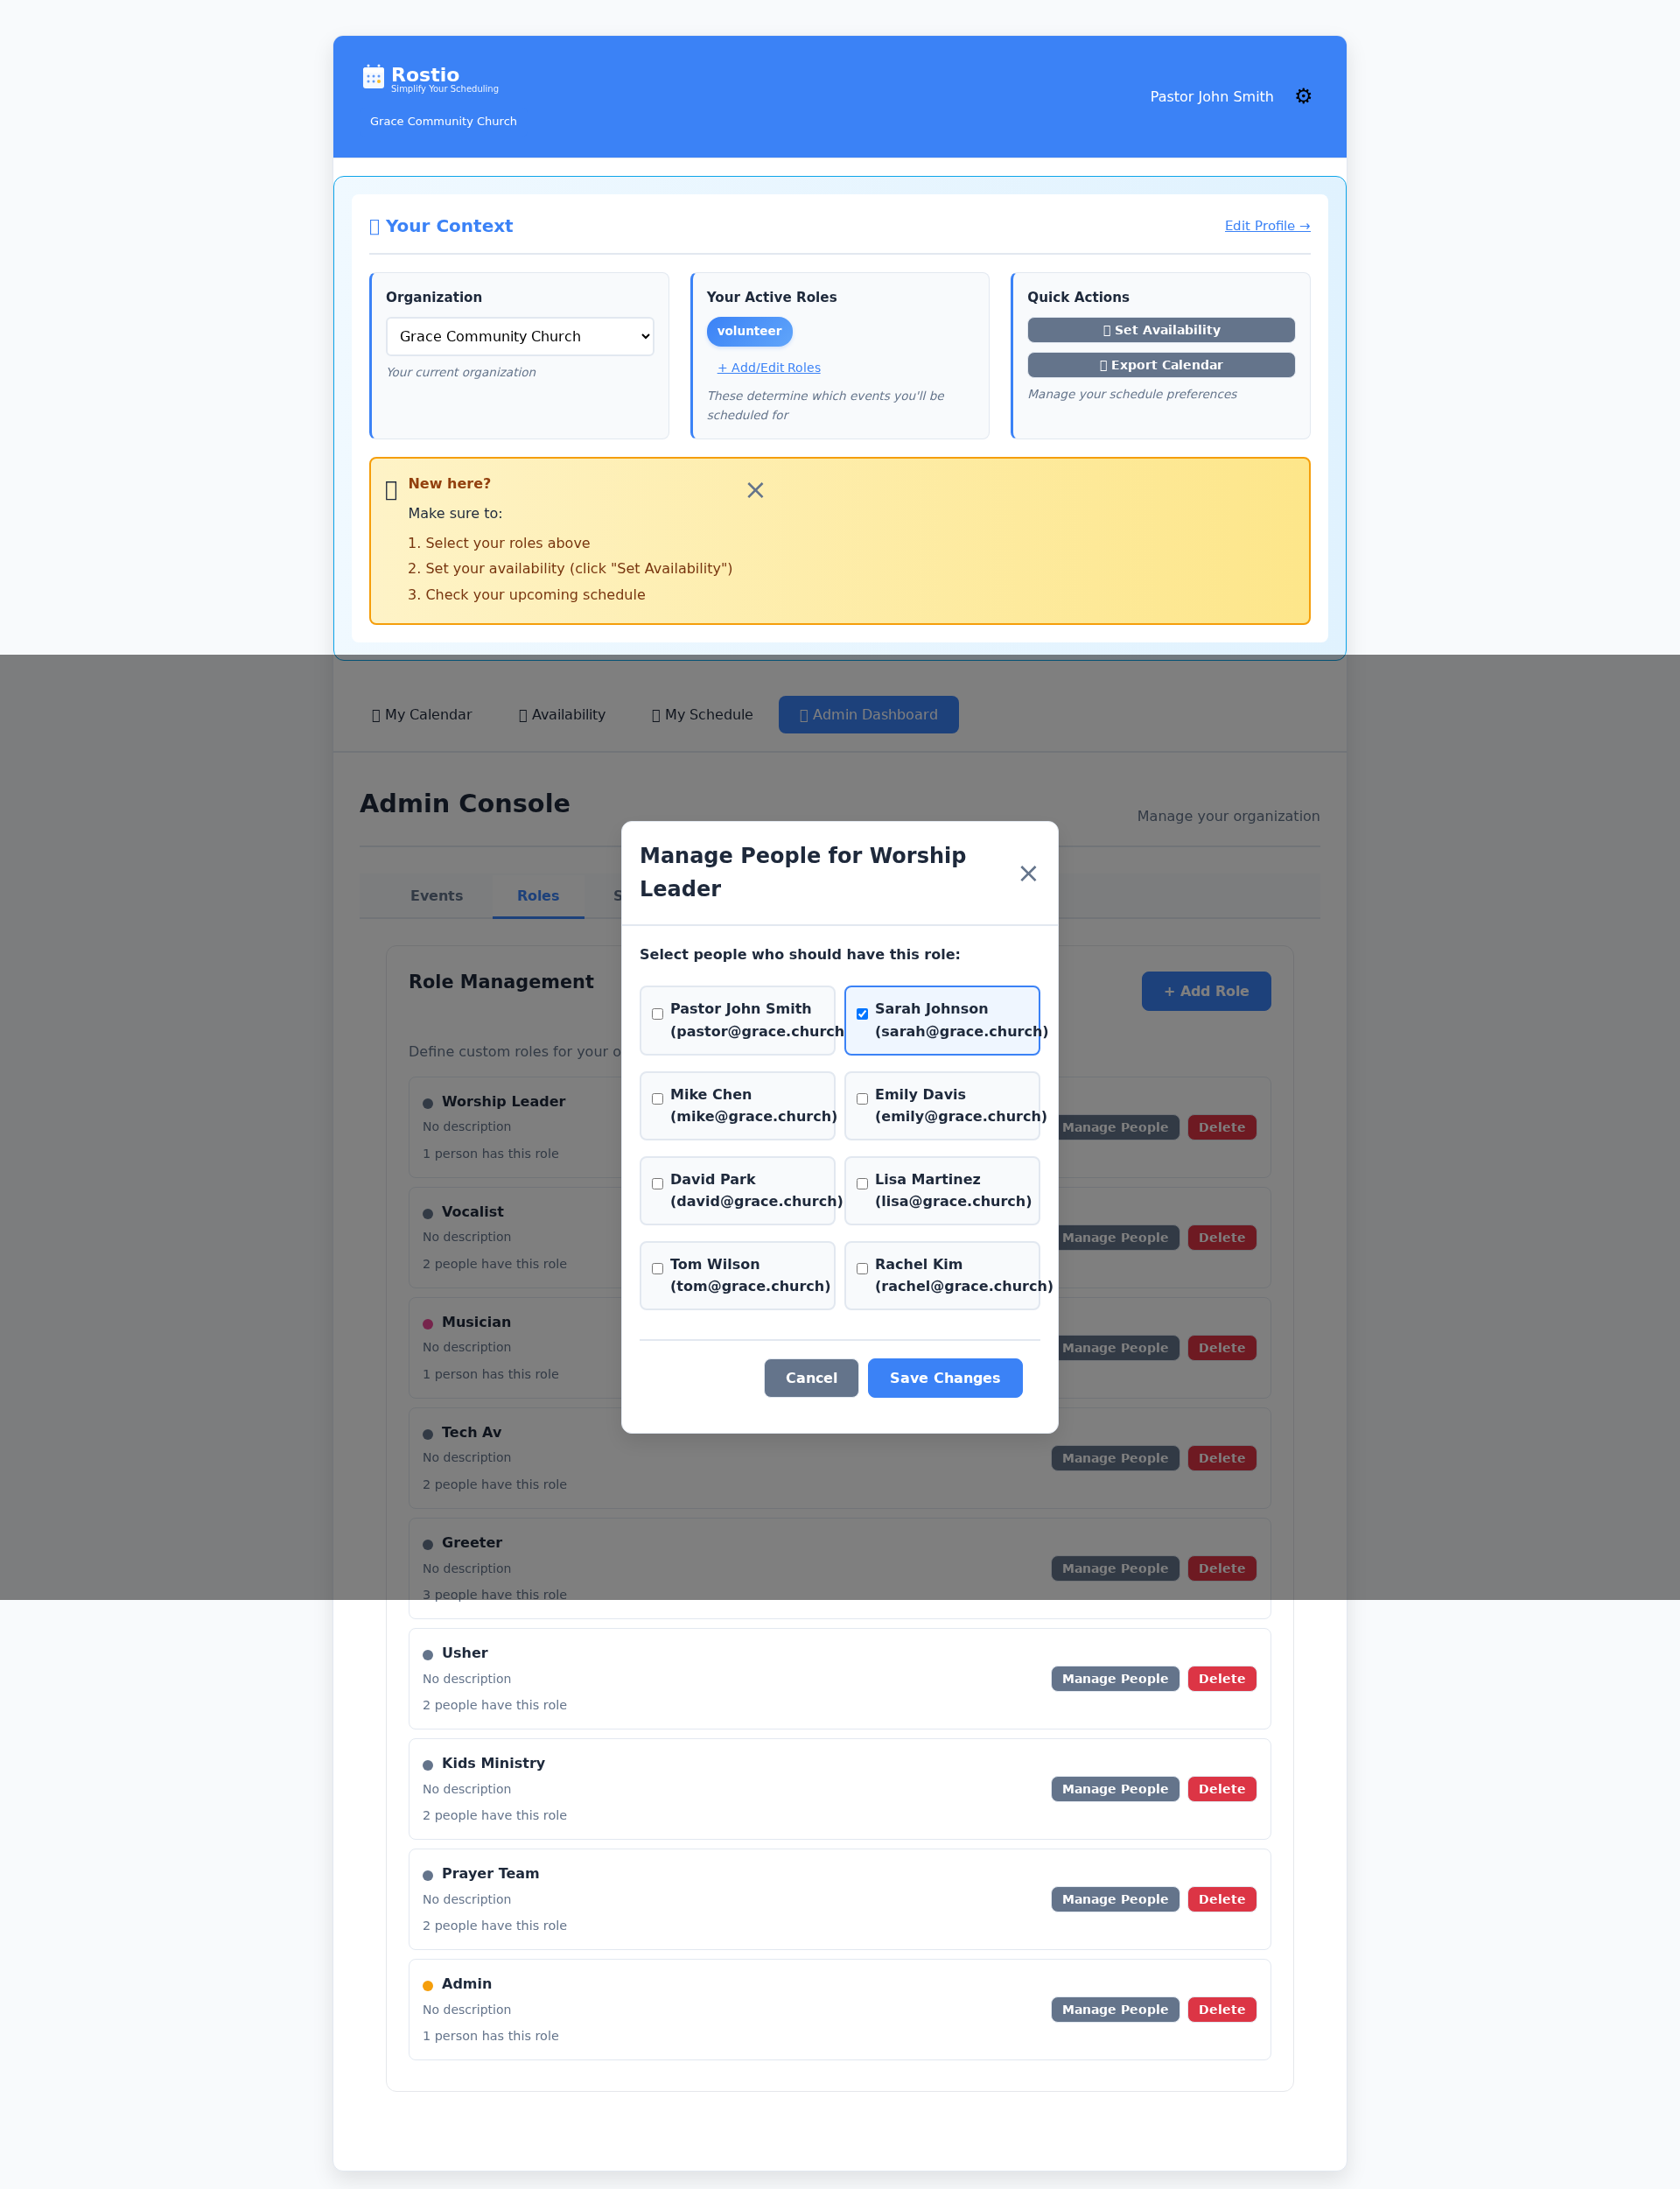 Rostio
Simplify Your Scheduling
Grace Community Church
Pastor John Smith
Your Context
Edit Profile →
Organization
Grace Community Church
Your current organization
Your Active Roles
volunteer
+ Add/Edit Roles
These determine which events you'll be
scheduled for
Quick Actions
Set Availability
Export Calendar
Manage your schedule preferences
New here?
Make sure to:
1. Select your roles above
2. Set your availability (click "Set Availability")
3. Check your upcoming schedule
My Calendar
Availability
My Schedule
Admin Dashboard
Admin Console
Manage your organization
Events
Roles
S
Role Management
+ Add Role
Define custom roles for your o
Manage People for Worship
Leader
Select people who should have this role:
Pastor John Smith
(pastor@grace.church
Sarah Johnson
(sarah@grace.church)
Mike Chen
(mike@grace.church)
Emily Davis
(emily@grace.church)
David Park
(david@grace.church)
Lisa Martinez
(lisa@grace.church)
Tom Wilson
(tom@grace.church)
Rachel Kim
(rachel@grace.church)
Cancel
Save Changes
Worship Leader
No description
1 person has this role
Manage People
Delete
Vocalist
No description
2 people have this role
Manage People
Delete
Musician
No description
1 person has this role
Manage People
Delete
Tech Av
No description
2 people have this role
Manage People
Delete
Greeter
No description
3 people have this role
Manage People
Delete
Usher
No description
2 people have this role
Manage People
Delete
Kids Ministry
No description
2 people have this role
Manage People
Delete
Prayer Team
No description
2 people have this role
Manage People
Delete
Admin
No description
1 person has this role
Manage People
Delete